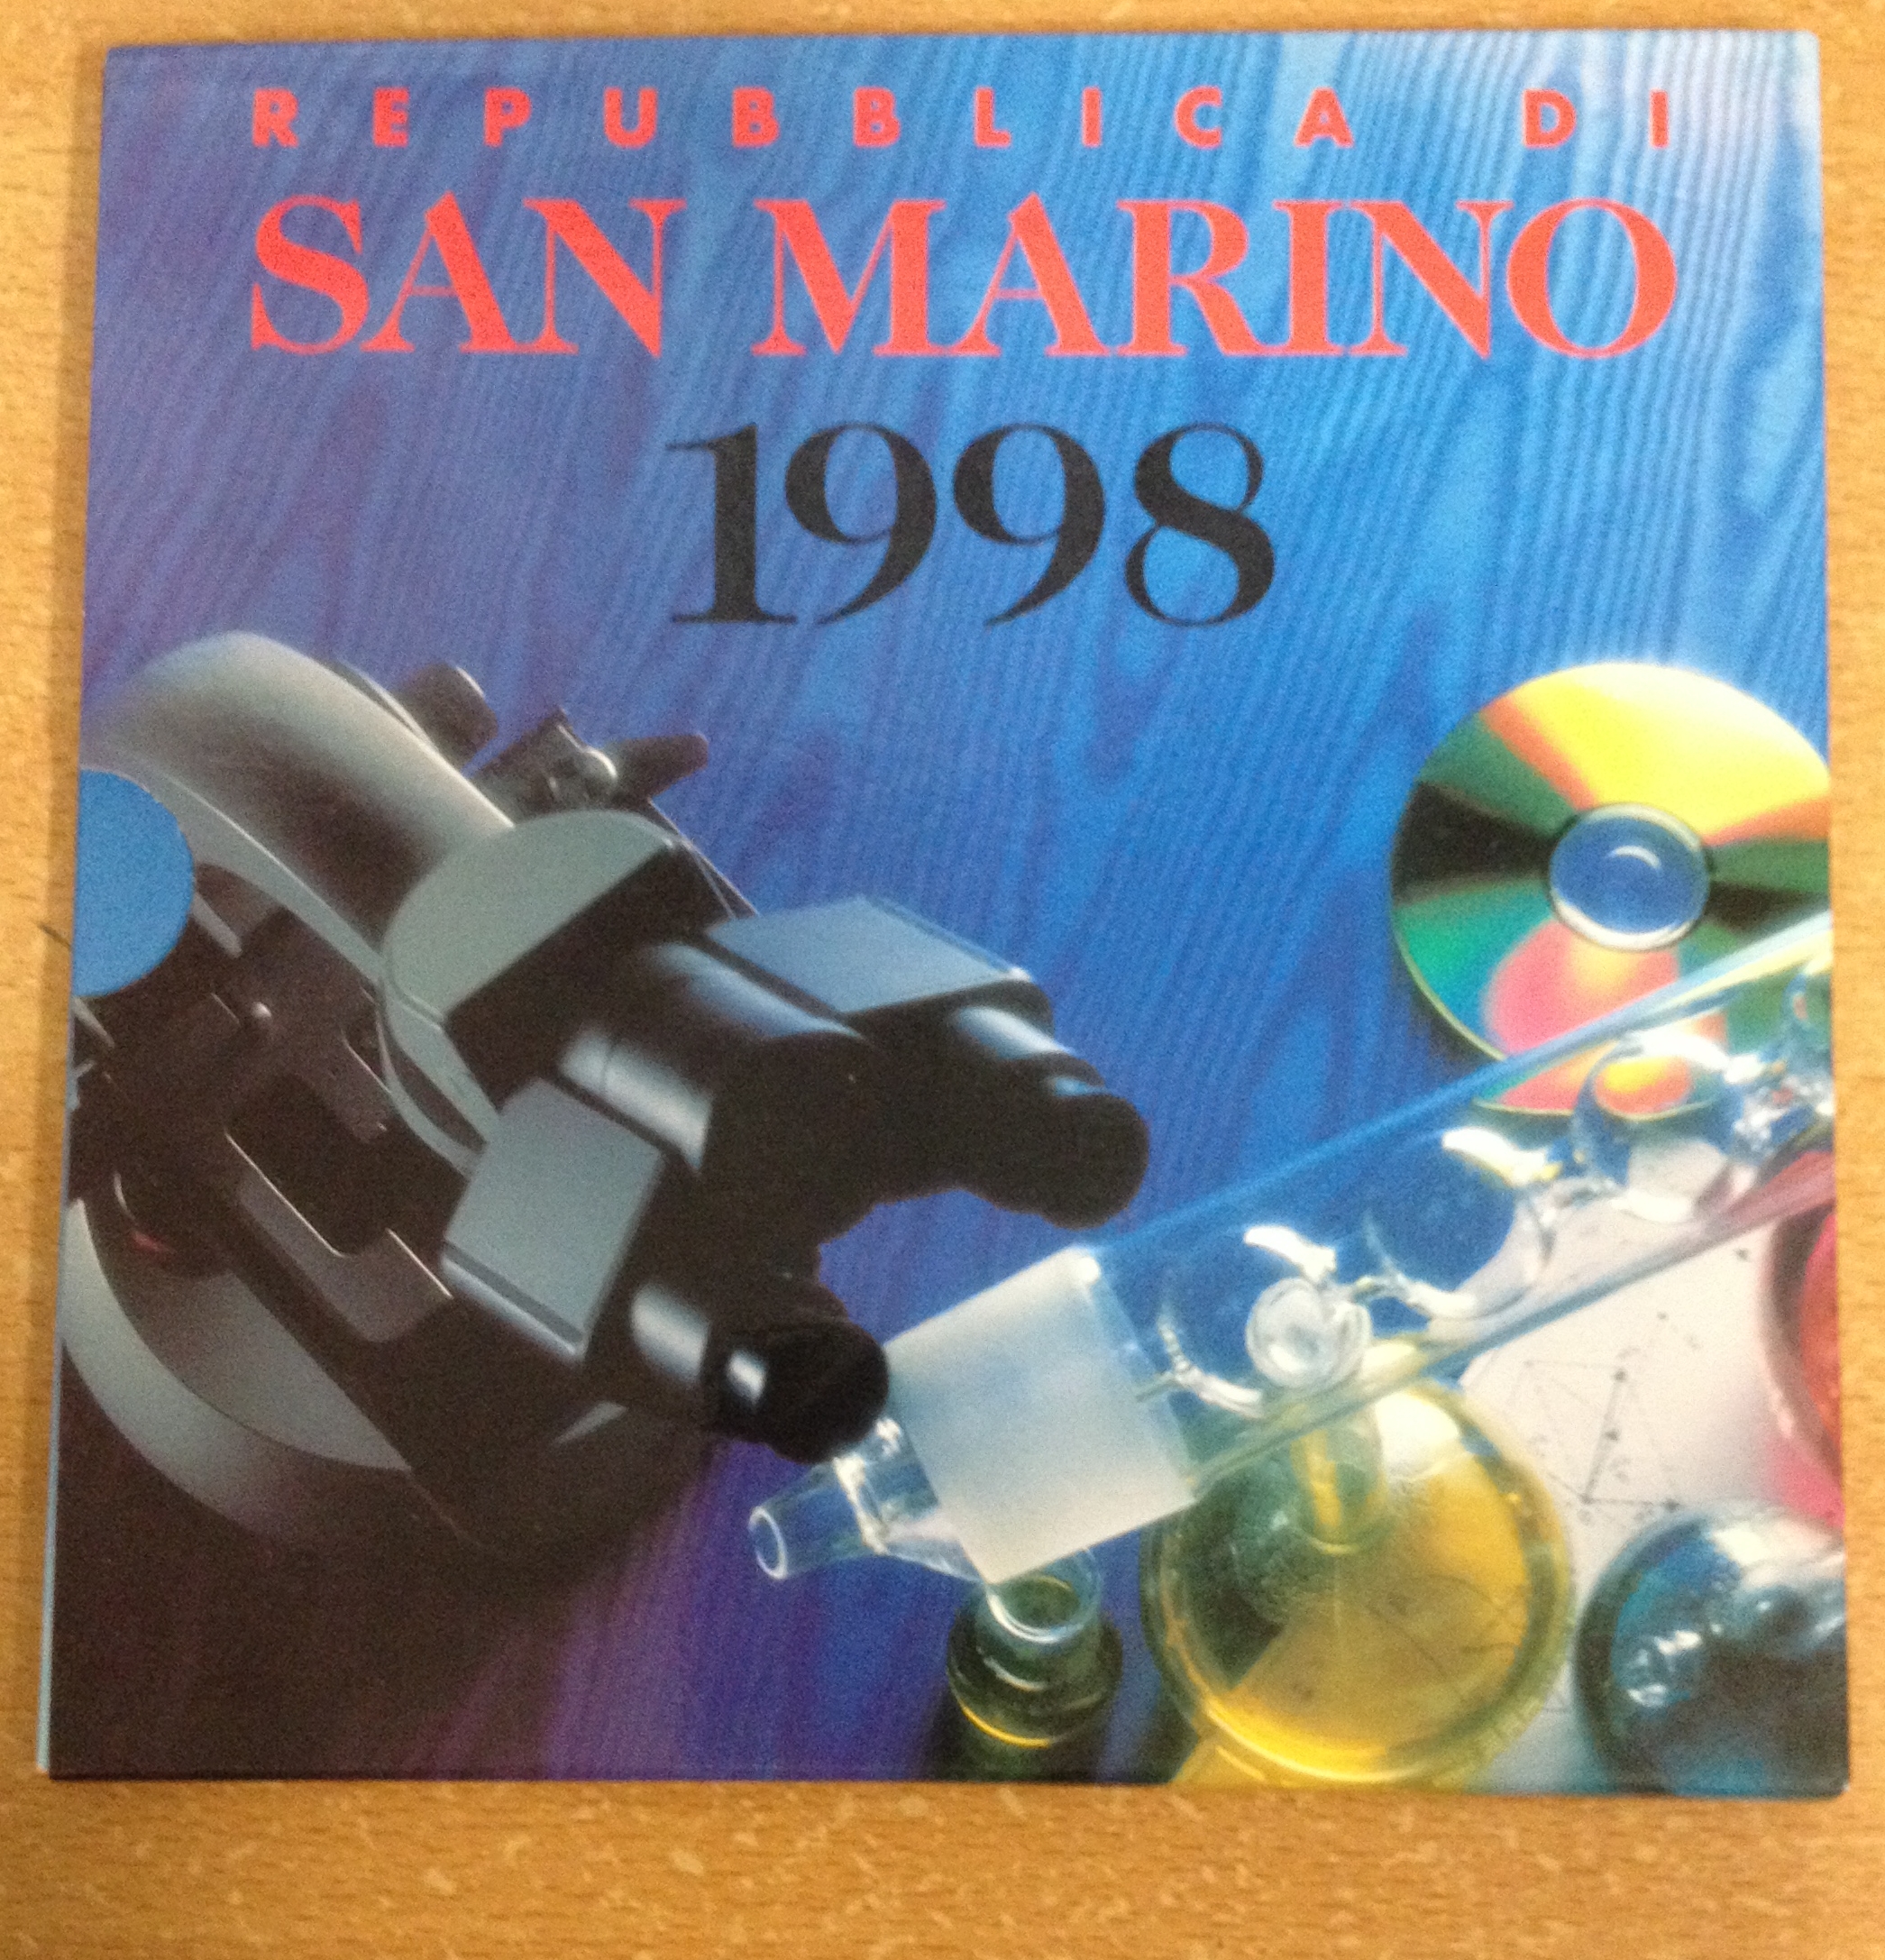 REPUBBLICA DI
SAN MARINO
1998